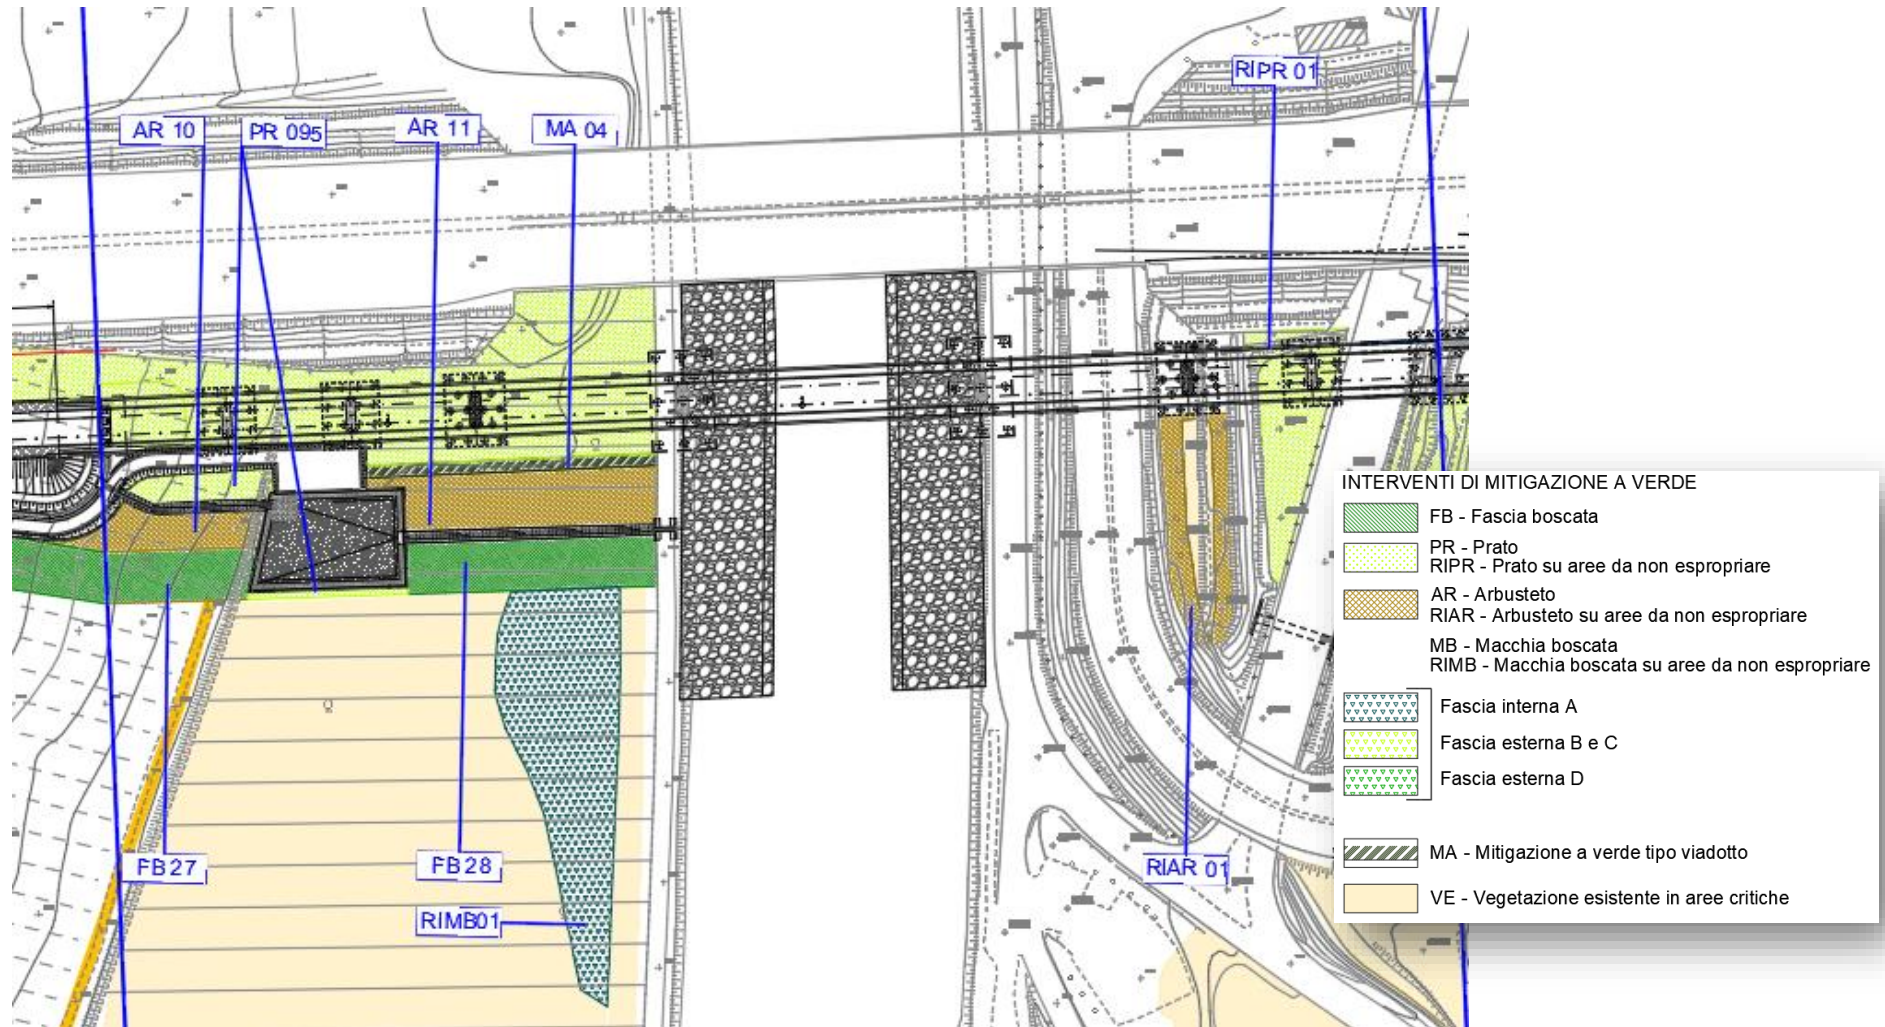 RIPR 01
AR 10
PR 095
AR 11
MA 04
FB27
FB28
RIMB01
RIAR 01
INTERVENTI DI MITIGAZIONE A VERDE
FB - Fascia boscata
PR - Prato
RIPR - Prato su aree da non espropriare
AR - Arbusteto
RIAR - Arbusteto su aree da non espropriare
MB - Macchia boscata
RIMB - Macchia boscata su aree da non espropriare
Fascia interna A
Fascia esterna B e C
Fascia esterna D
MA - Mitigazione a verde tipo viadotto
VE - Vegetazione esistente in aree critiche